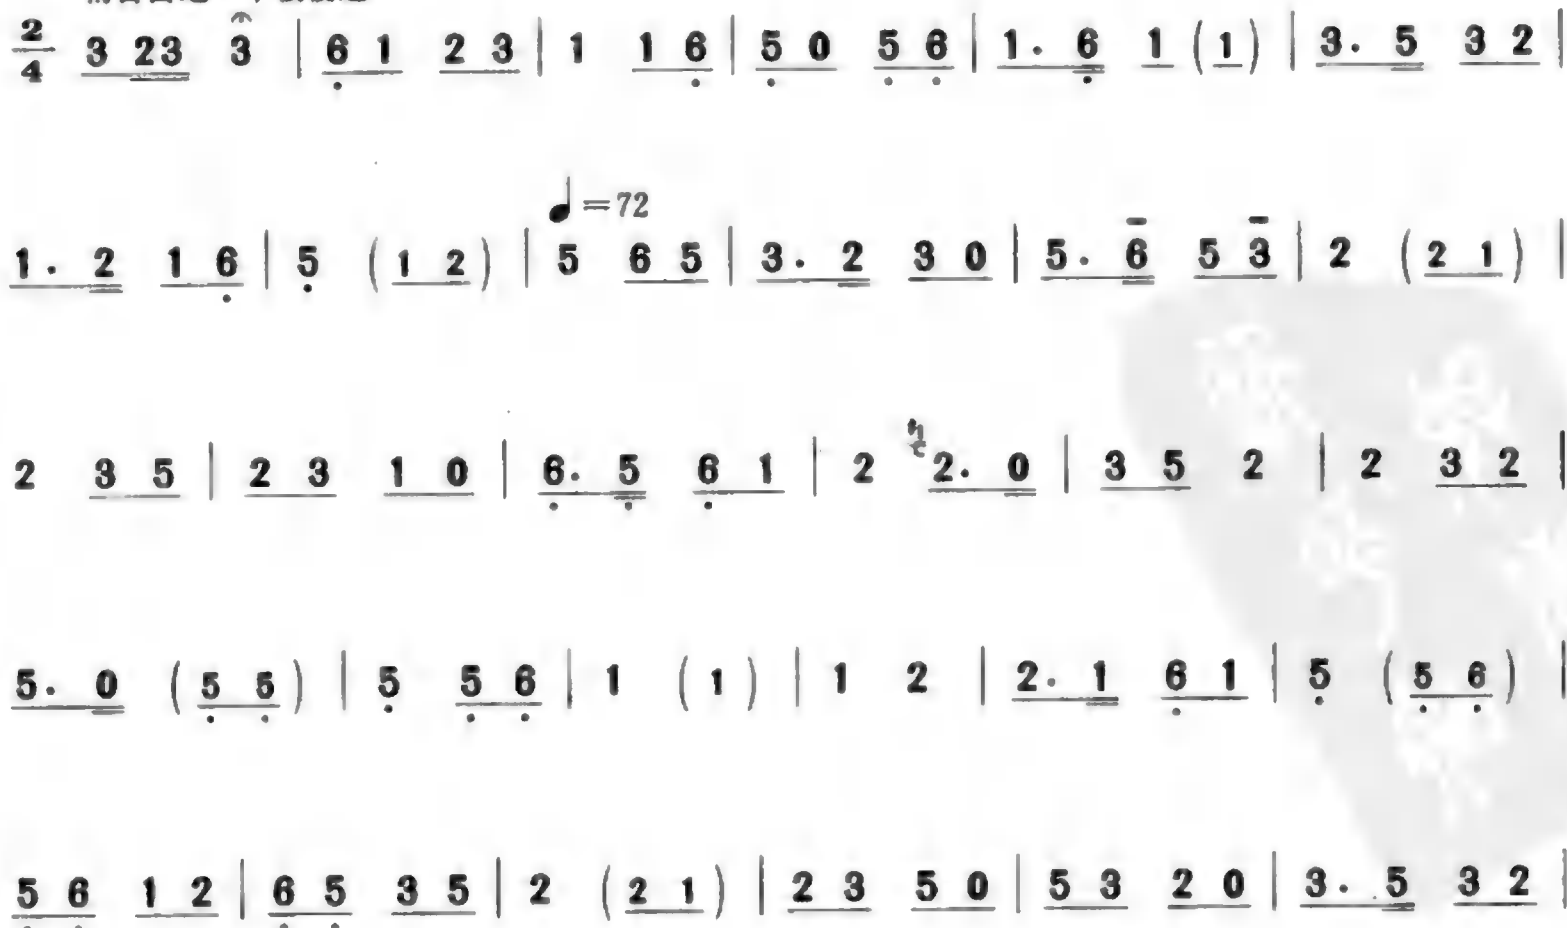 2/4 3 23 3 | 6 1 2 3 | 1 1 6 | 5 0 5 6 | 1. 6 1 (1) | 3. 5 3 2 |
♩=72
1. 2 1 6 | 5 (1 2) | 5 6 5 | 3. 2 3 0 | 5. 6 5 3 | 2 (2 1) |
2 3 5 | 2 3 1 0 | 6. 5 6 1 | 2 2. 0 | 3 5 2 | 2 3 2 |
5. 0 (5 5) | 5 5 6 | 1 (1) | 1 2 | 2. 1 6 1 | 5 (5 6) |
5 6 1 2 | 6 5 3 5 | 2 (2 1) | 2 3 5 0 | 5 3 2 0 | 3. 5 3 2 |